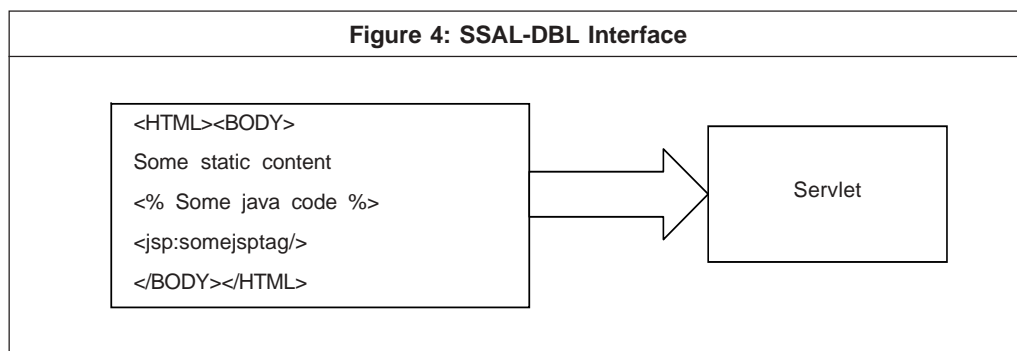 Figure 4: SSAL-DBL Interface
<HTML><BODY>
Some static content
<% Some java code %>
<jsp:somejsptag/>
</BODY></HTML>
Servlet